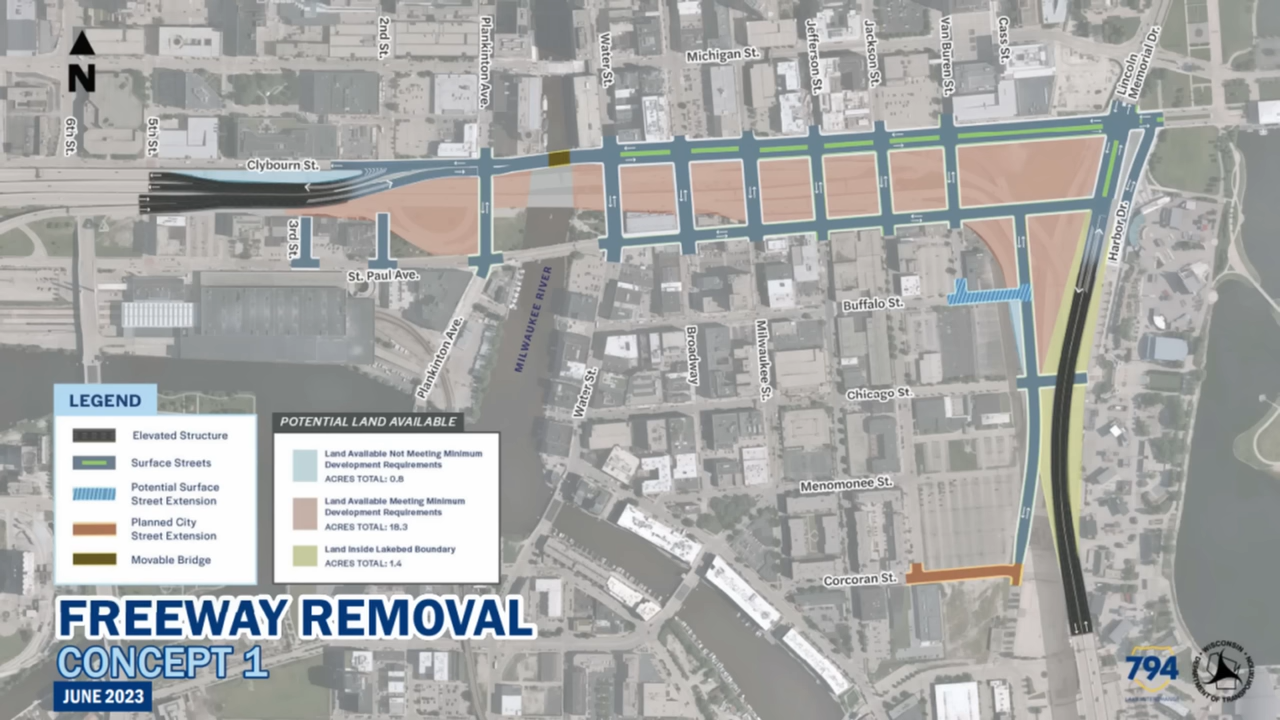 N
6th St.
5th St.
2nd St.
Plankinton Ave.
Water St.
Michigan St.
Jefferson St.
Jackson St.
Van Buren St.
Cass St.
Lincoln
Memorial Dr.
Clybourn St.
3rd St.
St. Paul Ave.
Harbor Dr.
MILWAUKEE RIVER
Buffalo St.
Plankinton Ave.
Water St.
Broadway
Milwaukee St.
Chicago St.
Menomonee St.
Corcoran St.
LEGEND
Elevated Structure
Surface Streets
Potential Surface
Street Extension
Planned City
Street Extension
Movable Bridge
POTENTIAL LAND AVAILABLE
Land Available Not Meeting Minimum
Development Requirements
ACRES TOTAL: 0.8
Land Available Meeting Minimum
Development Requirements
ACRES TOTAL: 18.3
Land Inside Lakebed Boundary
ACRES TOTAL: 1.4
FREEWAY REMOVAL
CONCEPT 1
JUNE 2023
794
WISCONSIN
DEPARTMENT OF TRANSPORTATION